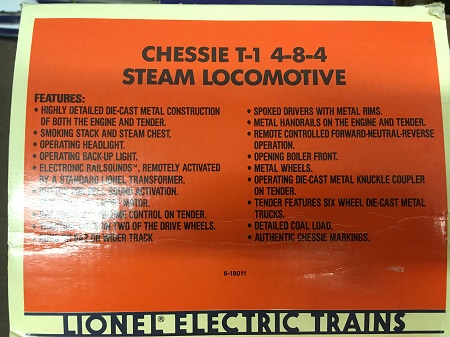 CHESSIE T-1 4-8-4
STEAM LOCOMOTIVE
FEATURES:
• HIGHLY DETAILED DIE-CAST METAL CONSTRUCTION
OF BOTH THE ENGINE AND TENDER.
• SMOKING STACK AND STEAM CHEST.
• OPERATING HEADLIGHT.
• OPERATING BACK-UP LIGHT.
• ELECTRONIC RAILSOUNDS™, REMOTELY ACTIVATED
BY A STANDARD LIONEL TRANSFORMER.
SOUND ACTIVATION.
MOTOR.
CONTROL ON TENDER.
ON TWO OF THE DRIVE WHEELS.
OR WIDER TRACK
• SPOKED DRIVERS WITH METAL RIMS.
• METAL HANDRAILS ON THE ENGINE AND TENDER.
• REMOTE CONTROLLED FORWARD-NEUTRAL-REVERSE
OPERATION.
• OPENING BOILER FRONT.
• METAL WHEELS.
• OPERATING DIE-CAST METAL KNUCKLE COUPLER
ON TENDER.
• TENDER FEATURES SIX WHEEL DIE-CAST METAL
TRUCKS.
• DETAILED COAL LOAD.
• AUTHENTIC CHESSIE MARKINGS.
6-18011
LIONEL® ELECTRIC TRAINS